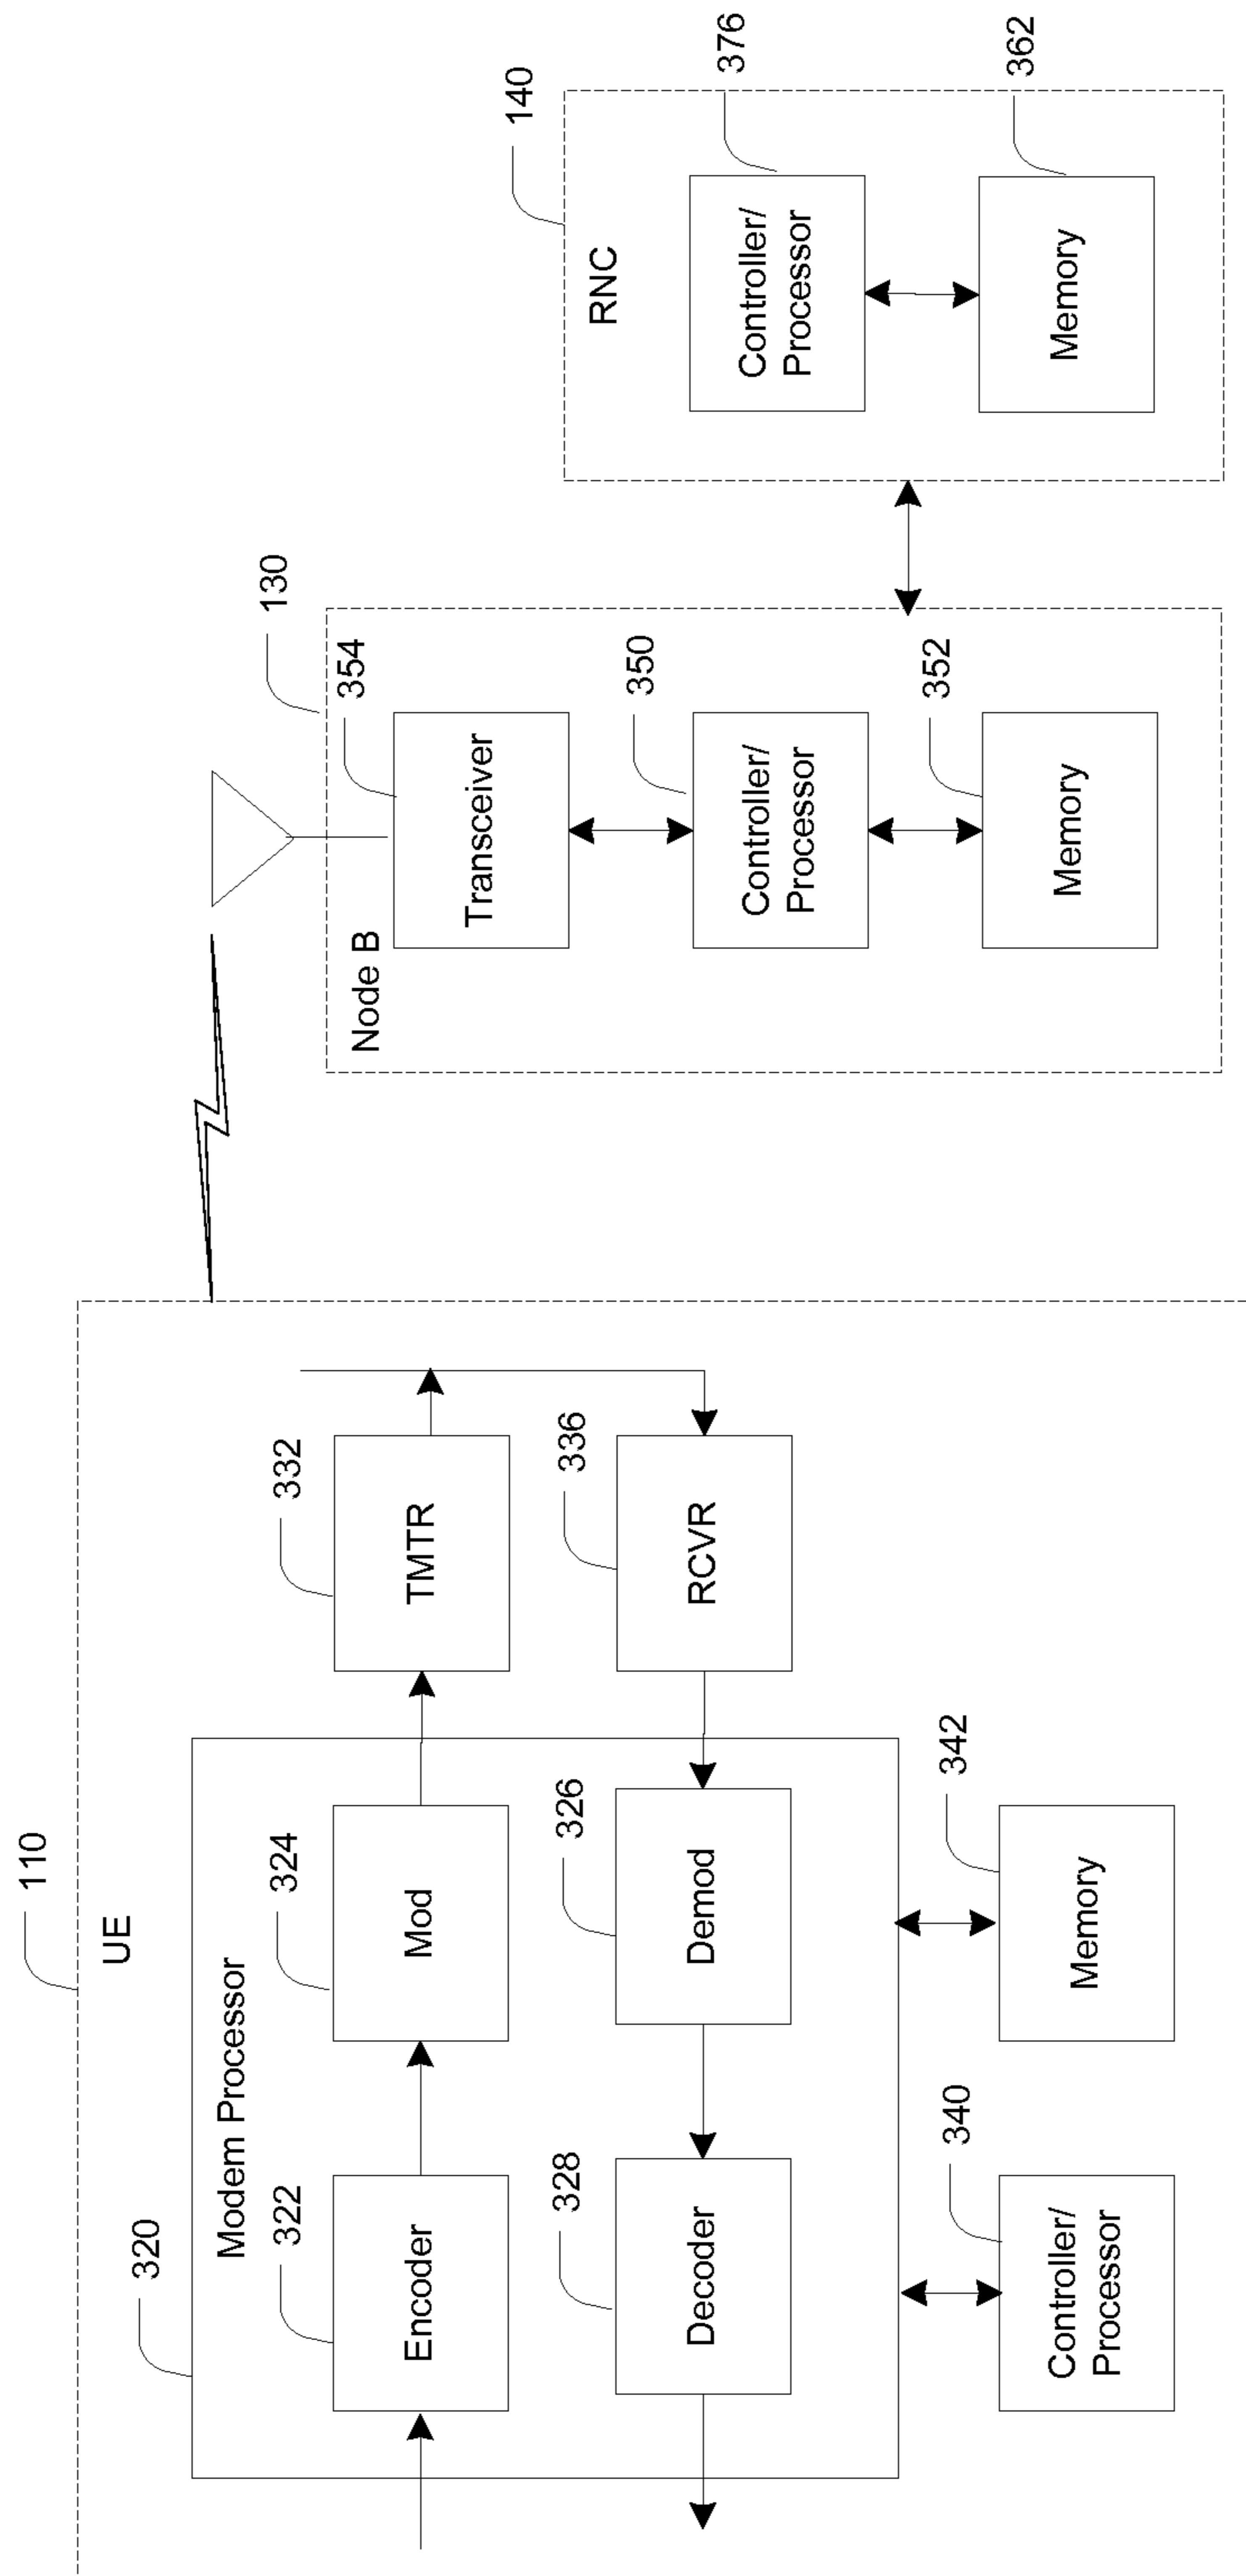 110
UE
320
Modem Processor
322
Encoder
324
Mod
332
TMTR
328
Decoder
326
Demod
336
RCVR
340
Controller/
Processor
342
Memory
130
Node B
354
Transceiver
350
Controller/
Processor
352
Memory
140
RNC
376
Controller/
Processor
362
Memory